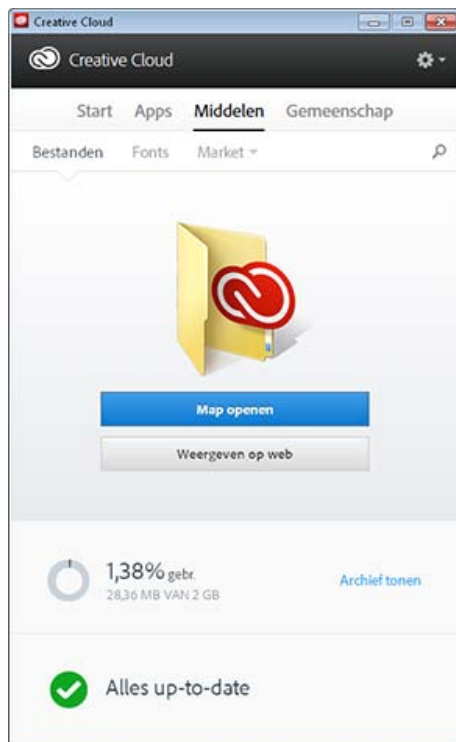 Creative Cloud
Creative Cloud
Start Apps Middelen Gemeenschap
Bestanden Fonts Market
Map openen
Weergeven op web
1,38% gebr.
28,36 MB VAN 2 GB
Archief tonen
Alles up-to-date